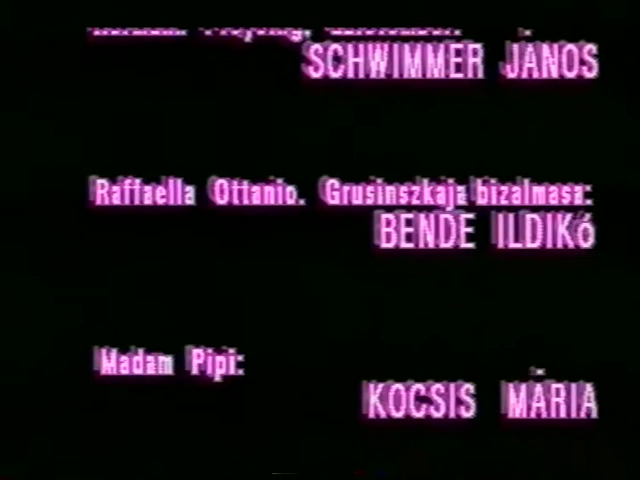 SCHWIMMER JÁNOS
Raffaella Ottanio. Grusinszkaja bizalmasa:
BENDE ILDIKó
Madam Pipi:
KOCSIS MÁRIA